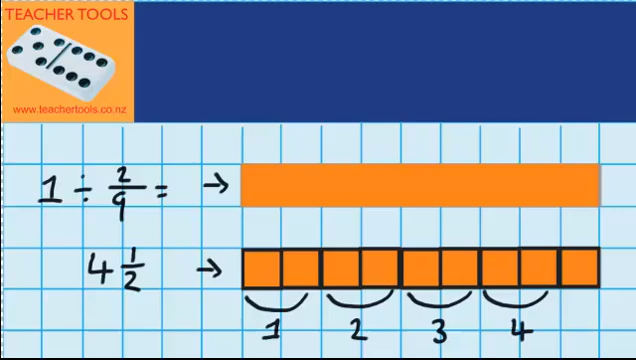 TEACHER TOOLS
www.teachertools.co.nz
1 ÷ 2/9 = →
4 1/2 →
1 2 3 4